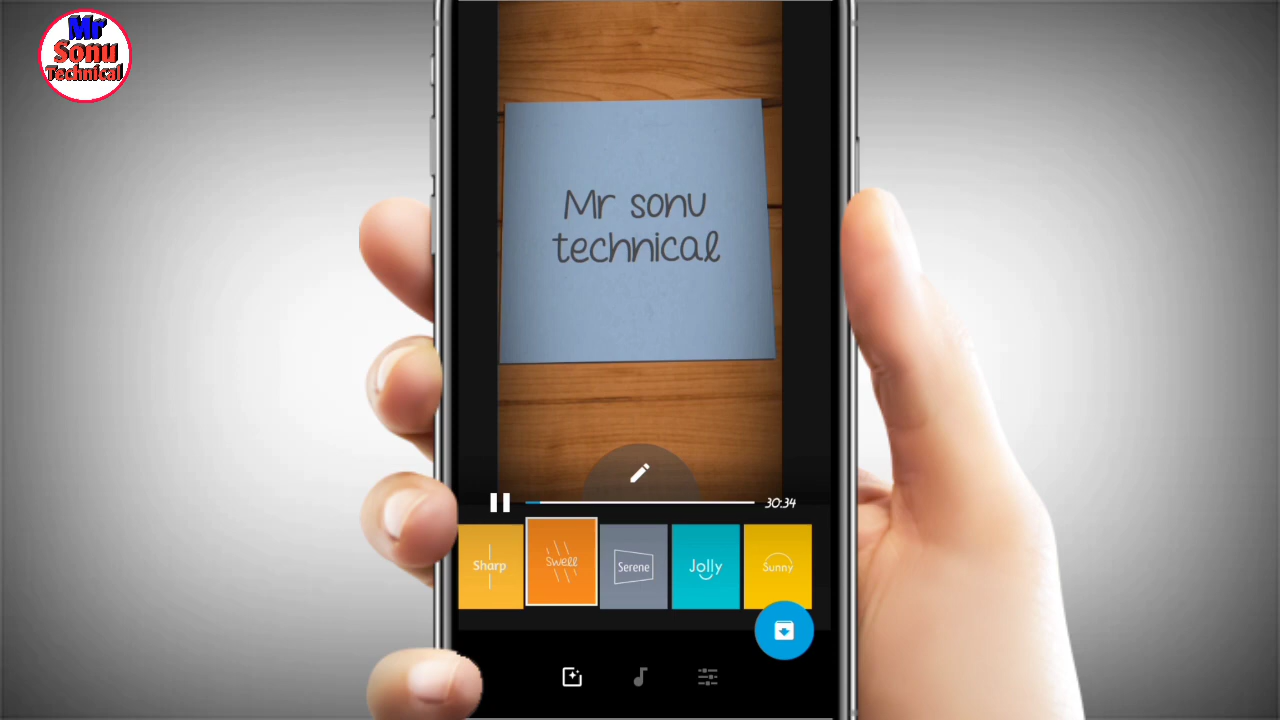 Mr
Sonu
Technical
Mr sonu
technical
30:34
Sharp
Swell
Serene
Jolly
Sunny